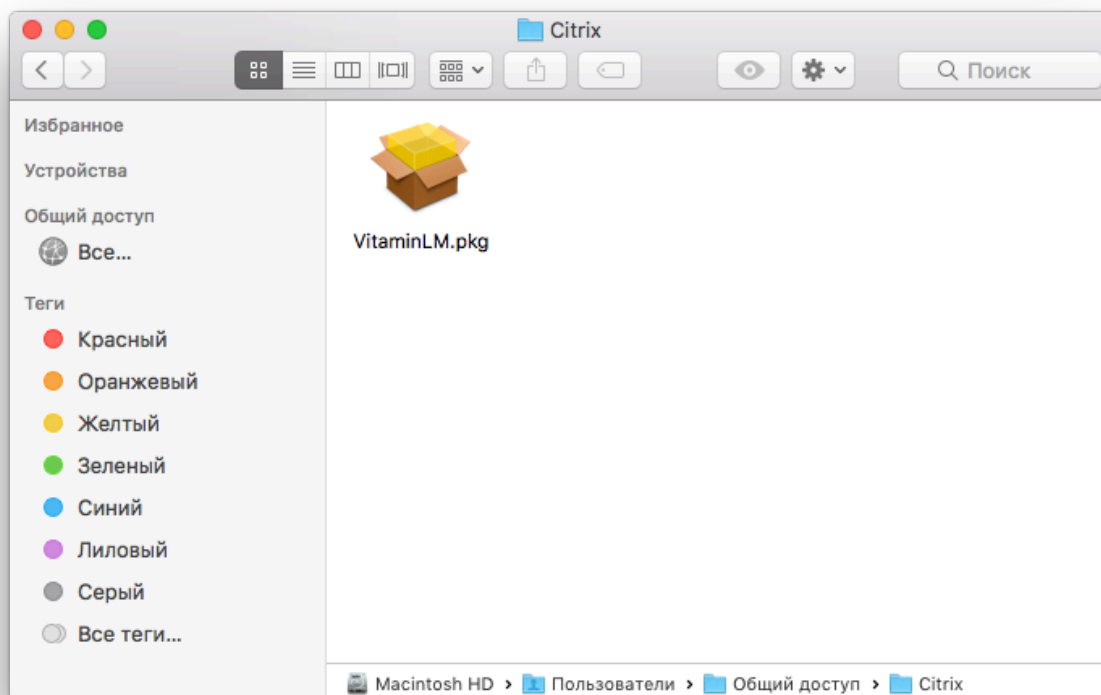 Citrix
Поиск
Избранное
Устройства
Общий доступ
Все...
Теги
Красный
Оранжевый
Желтый
Зеленый
Синий
Лиловый
Серый
Все теги...
VitaminLM.pkg
Macintosh HD › Пользователи › Общий доступ › Citrix